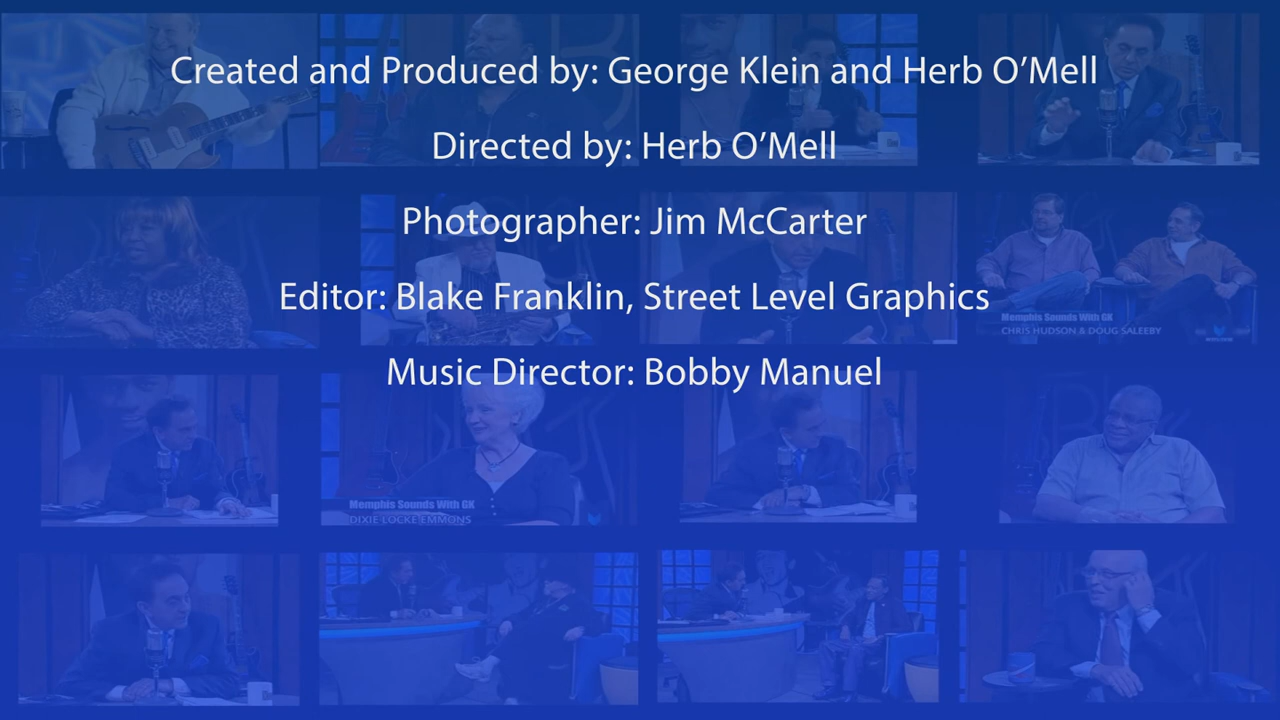 Created and Produced by: George Klein and Herb O’Mell
Directed by: Herb O’Mell
Photographer: Jim McCarter
Editor: Blake Franklin, Street Level Graphics
Memphis Sounds With GK
CHRIS HUDSON & DOUG SALEEBY
Music Director: Bobby Manuel
Memphis Sounds With GK
DIXIE LOCKE EMMONS